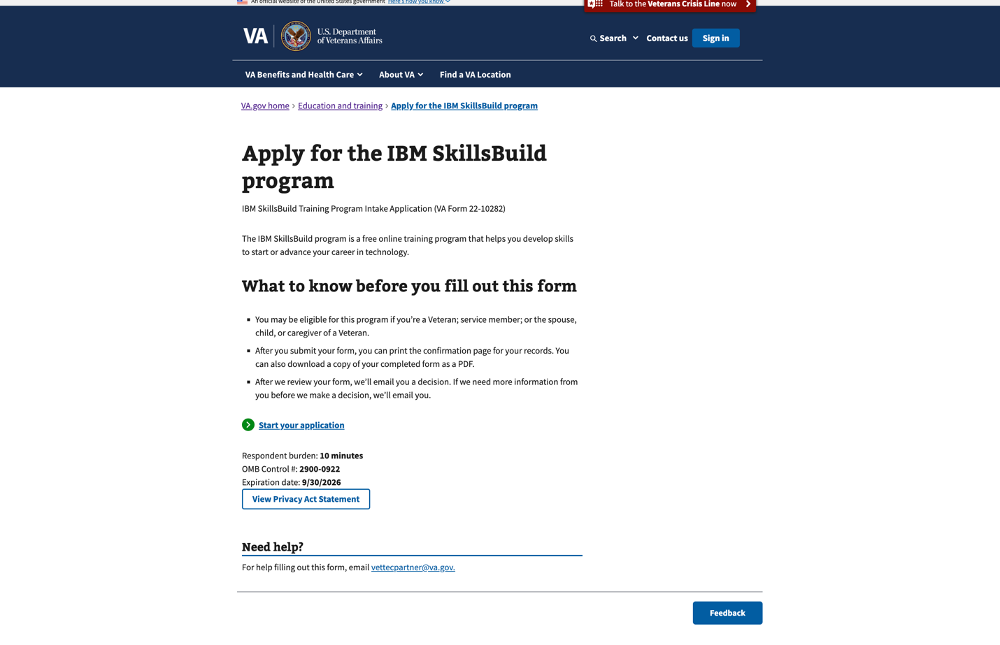 An official website of the United States government Here's how you know
Talk to the Veterans Crisis Line now
VA
U.S. Department
of Veterans Affairs
Search
Contact us
Sign in
VA Benefits and Health Care
About VA
Find a VA Location
VA.gov home › Education and training › Apply for the IBM SkillsBuild program
Apply for the IBM SkillsBuild
program
IBM SkillsBuild Training Program Intake Application (VA Form 22-10282)
The IBM SkillsBuild program is a free online training program that helps you develop skills
to start or advance your career in technology.
What to know before you fill out this form
You may be eligible for this program if you’re a Veteran; service member; or the spouse,
child, or caregiver of a Veteran.
After you submit your form, you can print the confirmation page for your records. You
can also download a copy of your completed form as a PDF.
After we review your form, we’ll email you a decision. If we need more information from
you before we make a decision, we’ll email you.
Start your application
Respondent burden: 10 minutes
OMB Control #: 2900-0922
Expiration date: 9/30/2026
View Privacy Act Statement
Need help?
For help filling out this form, email vettecpartner@va.gov.
Feedback